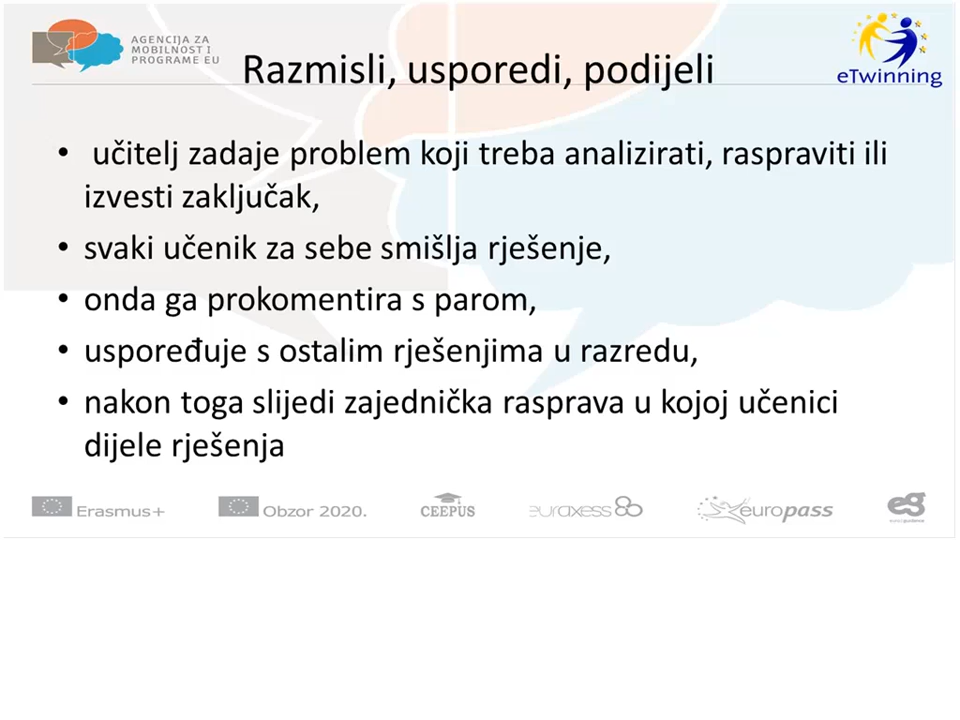 AGENCIJA ZA
MOBILNOST I
PROGRAME EU
Razmisli, usporedi, podijeli
eTwinning
• učitelj zadaje problem koji treba analizirati, raspraviti ili
izvesti zaključak,
• svaki učenik za sebe smišlja rješenje,
• onda ga prokomentira s parom,
• uspoređuje s ostalim rješenjima u razredu,
• nakon toga slijedi zajednička rasprava u kojoj učenici
dijele rješenja
Erasmus+
Obzor 2020.
CEEPUS
euraxess
europass
eg